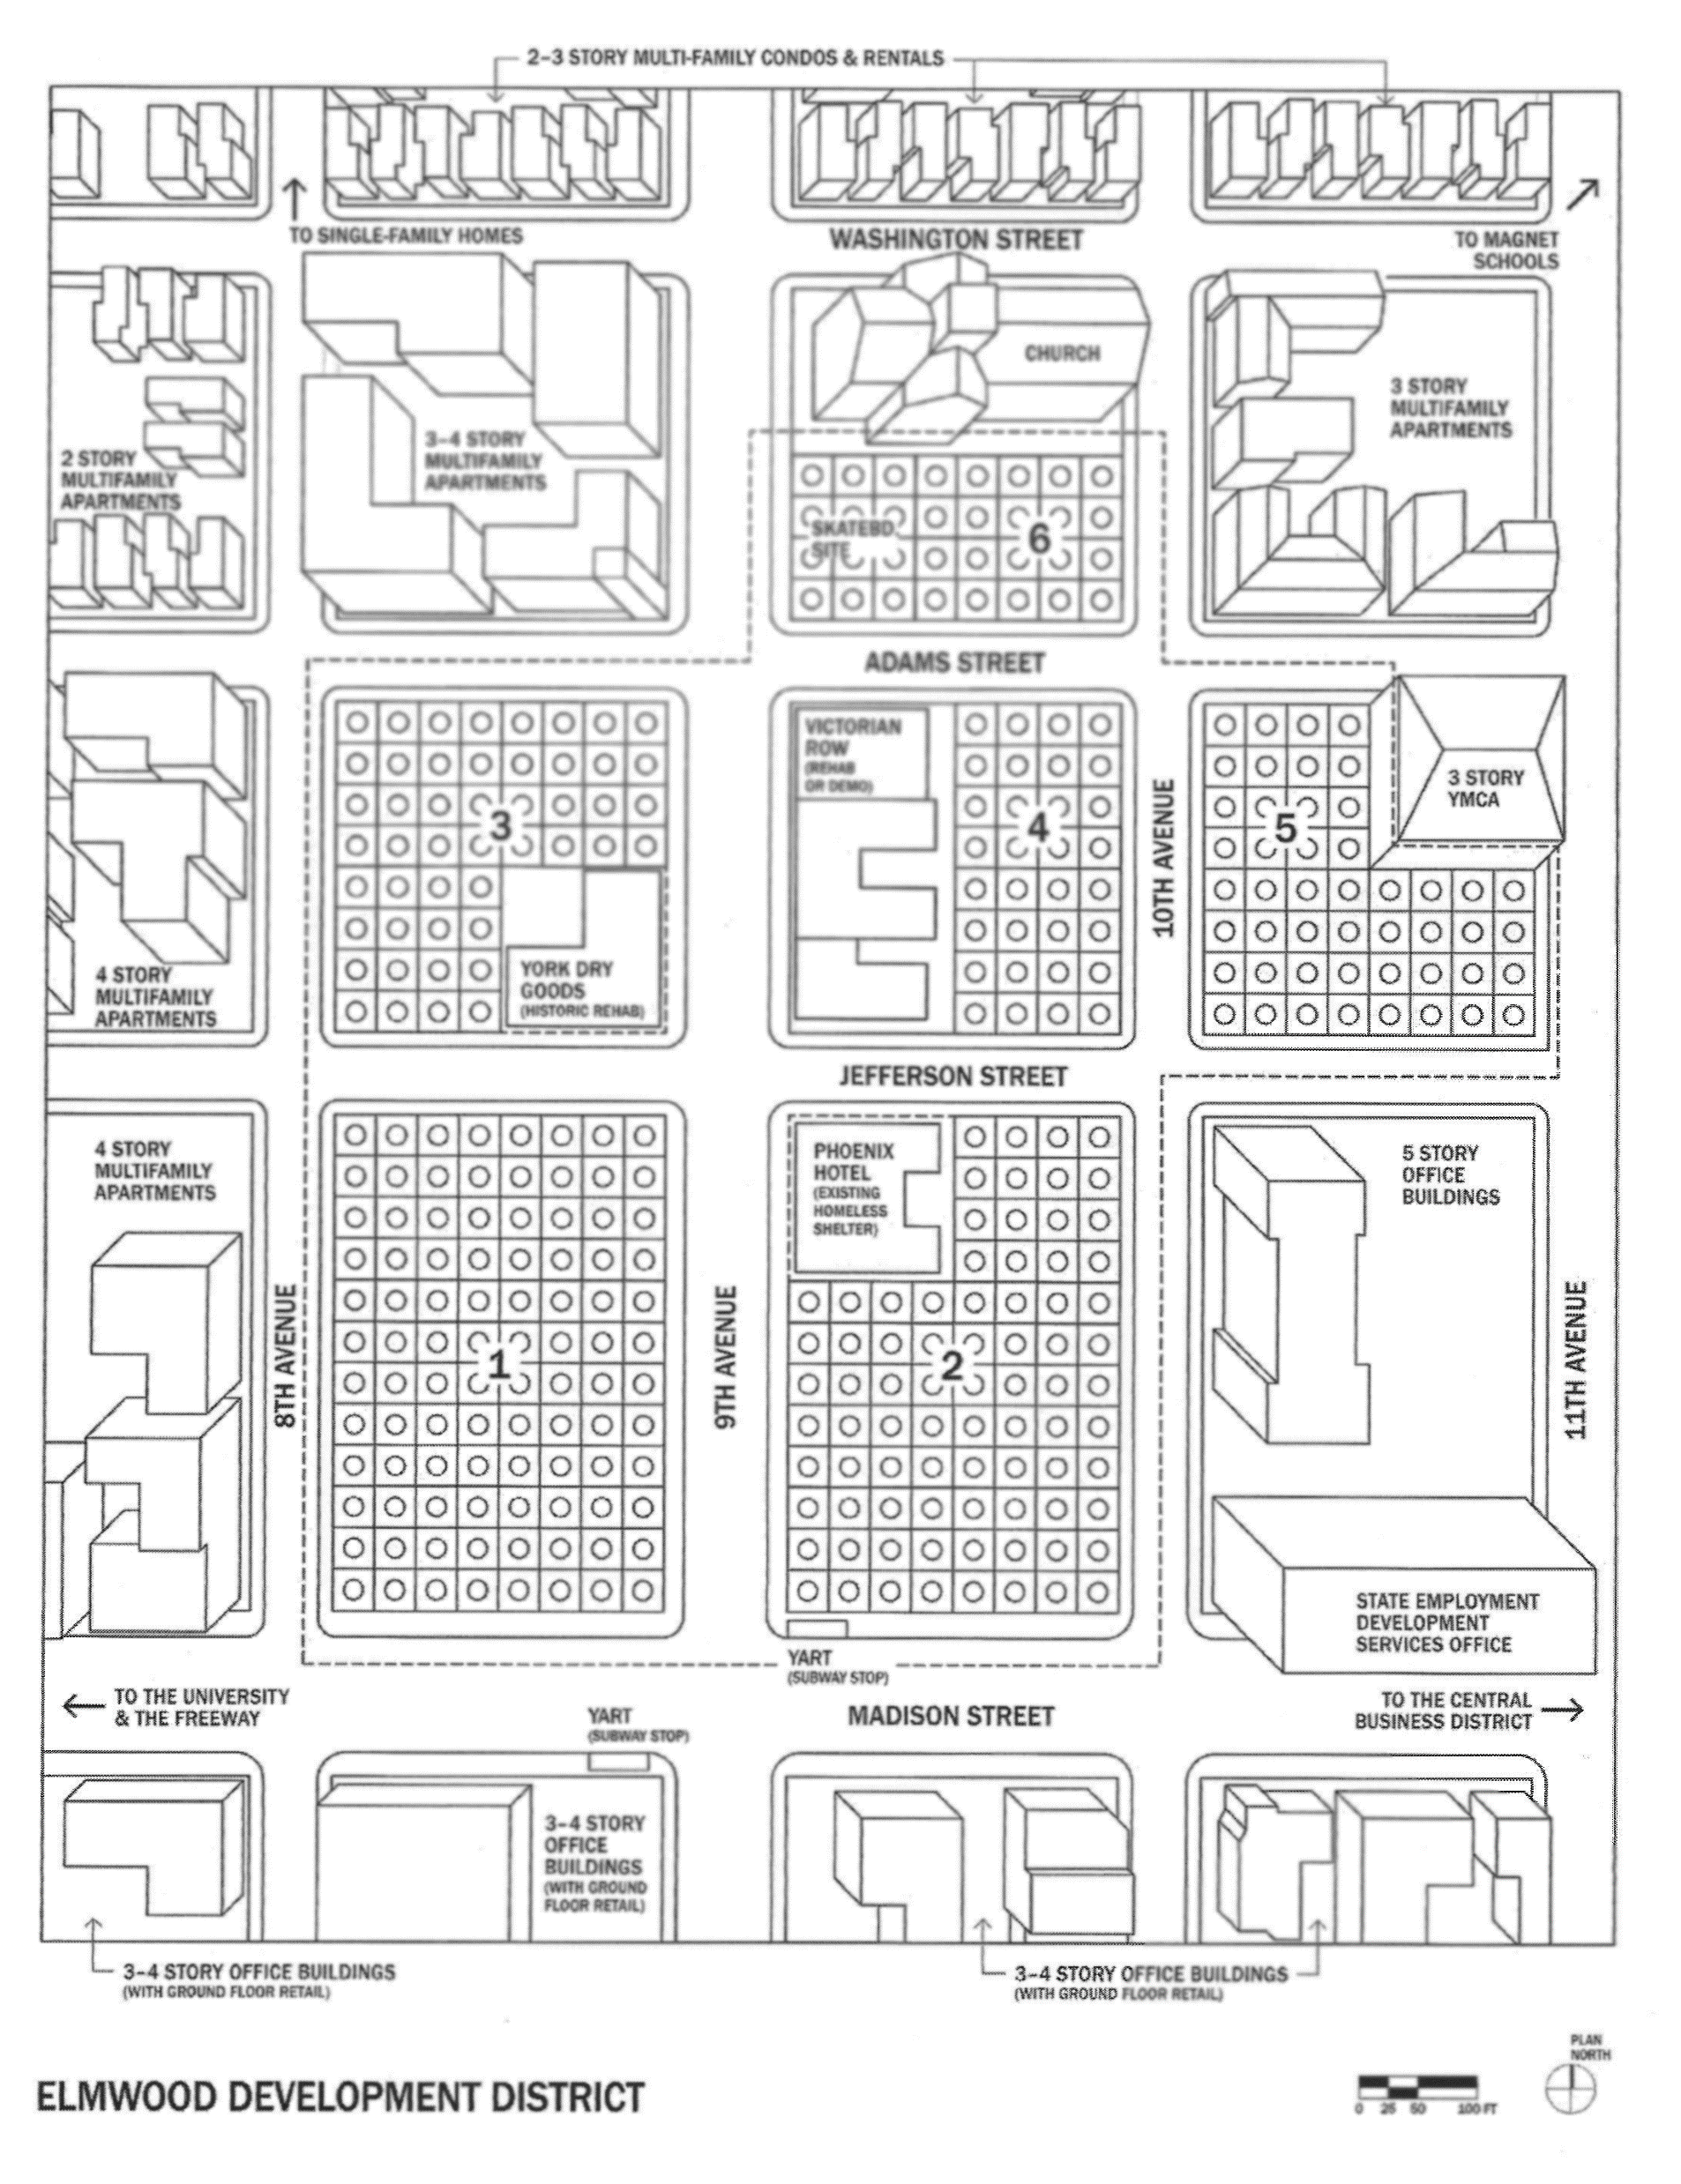 2–3 STORY MULTI-FAMILY CONDOS & RENTALS
TO SINGLE-FAMILY HOMES
WASHINGTON STREET
TO MAGNET
SCHOOLS
CHURCH
3 STORY
MULTIFAMILY
APARTMENTS
3–4 STORY
MULTIFAMILY
APARTMENTS
2 STORY
MULTIFAMILY
APARTMENTS
SKATEBD
SITE
6
ADAMS STREET
VICTORIAN
ROW
(REHAB
OR DEMO)
3 STORY
YMCA
3
4
5
10TH AVENUE
4 STORY
MULTIFAMILY
APARTMENTS
YORK DRY
GOODS
(HISTORIC REHAB)
JEFFERSON STREET
4 STORY
MULTIFAMILY
APARTMENTS
PHOENIX
HOTEL
(EXISTING
HOMELESS
SHELTER)
5 STORY
OFFICE
BUILDINGS
8TH AVENUE
1
9TH AVENUE
2
11TH AVENUE
STATE EMPLOYMENT
DEVELOPMENT
SERVICES OFFICE
YART
(SUBWAY STOP)
TO THE UNIVERSITY
& THE FREEWAY
YART
(SUBWAY STOP)
MADISON STREET
TO THE CENTRAL
BUSINESS DISTRICT
3–4 STORY
OFFICE
BUILDINGS
(WITH GROUND
FLOOR RETAIL)
3–4 STORY OFFICE BUILDINGS
(WITH GROUND FLOOR RETAIL)
3–4 STORY OFFICE BUILDINGS
(WITH GROUND FLOOR RETAIL)
PLAN
NORTH
ELMWOOD DEVELOPMENT DISTRICT
0 25 50 100 FT